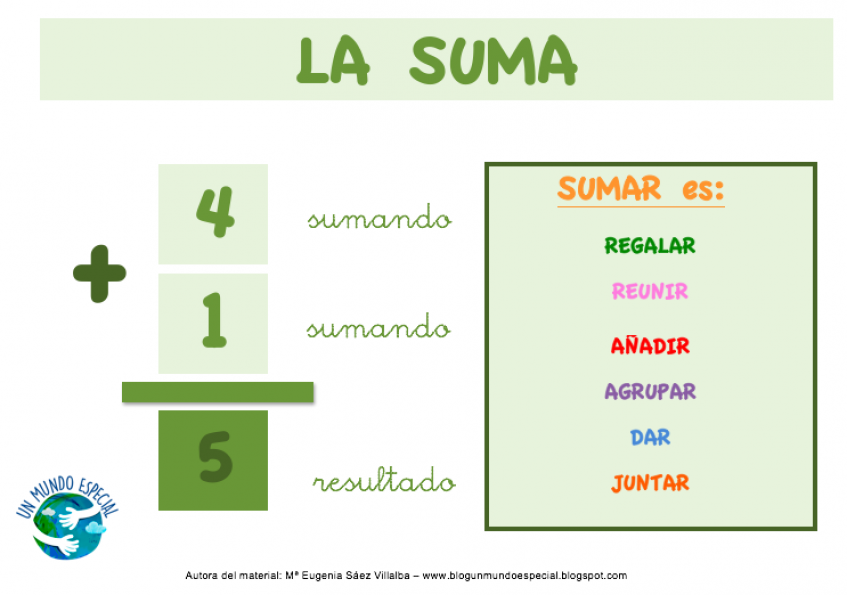 LA SUMA
4 sumando
+
1 sumando
5 resultado
SUMAR es:
REGALAR
REUNIR
AÑADIR
AGRUPAR
DAR
JUNTAR
UN MUNDO ESPECIAL
Autora del material: Mª Eugenia Sáez Villalba – www.blogunmundoespecial.blogspot.com